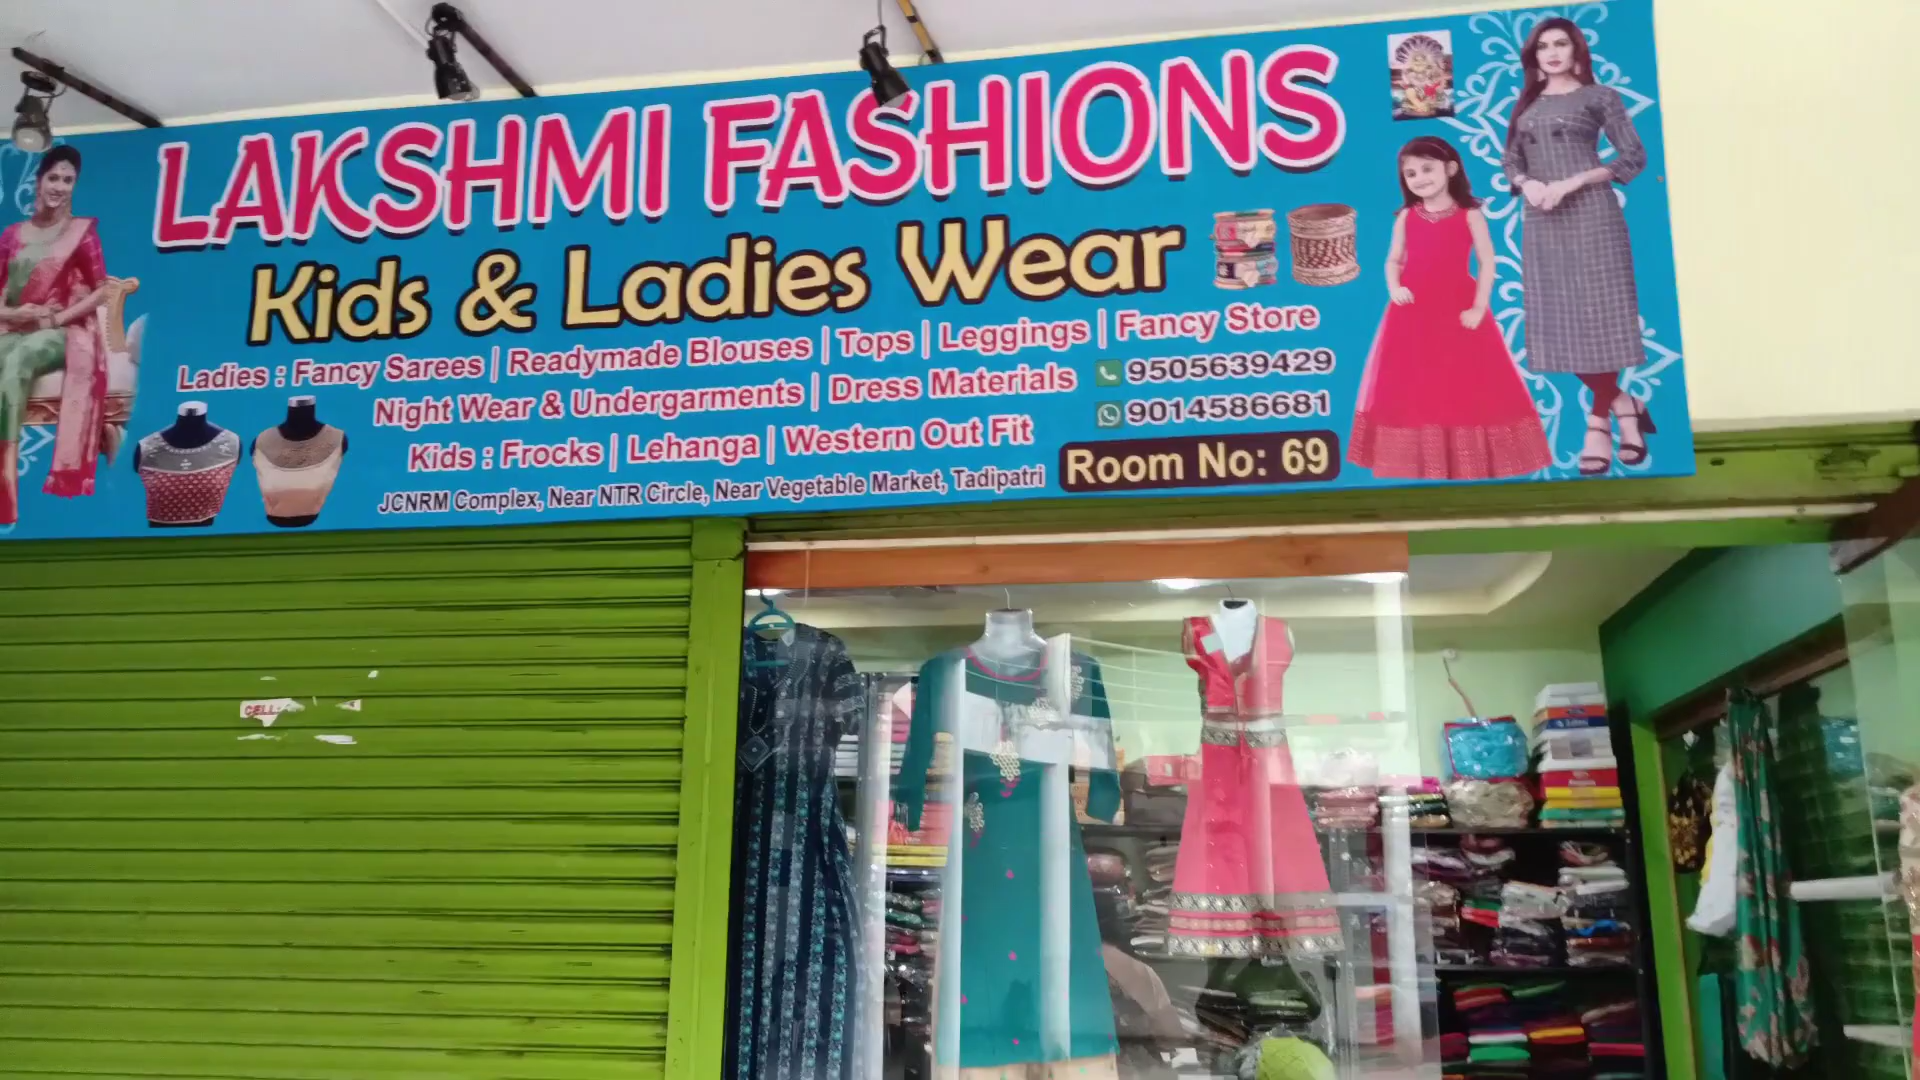 LAKSHMI FASHIONS
Kids & Ladies Wear
Ladies : Fancy Sarees | Readymade Blouses | Tops | Leggings | Fancy Store
Night Wear & Undergarments | Dress Materials
9505639429
Kids : Frocks | Lehanga | Western Out Fit
9014586681
JCNRM Complex, Near NTR Circle, Near Vegetable Market, Tadipatri
Room No: 69
CELL: